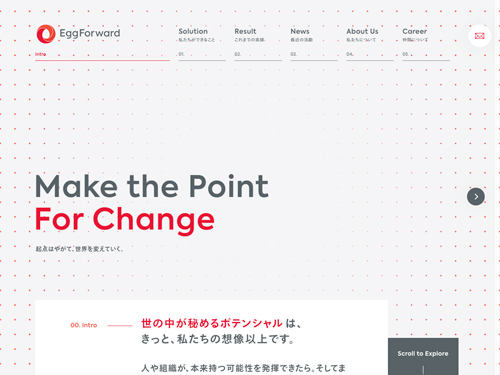 EggForward
Solution
私たちができること
Result
これまでの実績
News
最近の活動
About Us
私たちについて
Career
仲間について
Intro
01.
02.
03.
04.
05.
Make the Point
For Change
起点はやがて、世界を変えていく。
00. Intro
世の中が秘めるポテンシャル は、
きっと、私たちの想像以上です。
人や組織が、本来持つ可能性を発揮できたら。そしてま
Scroll to Explore